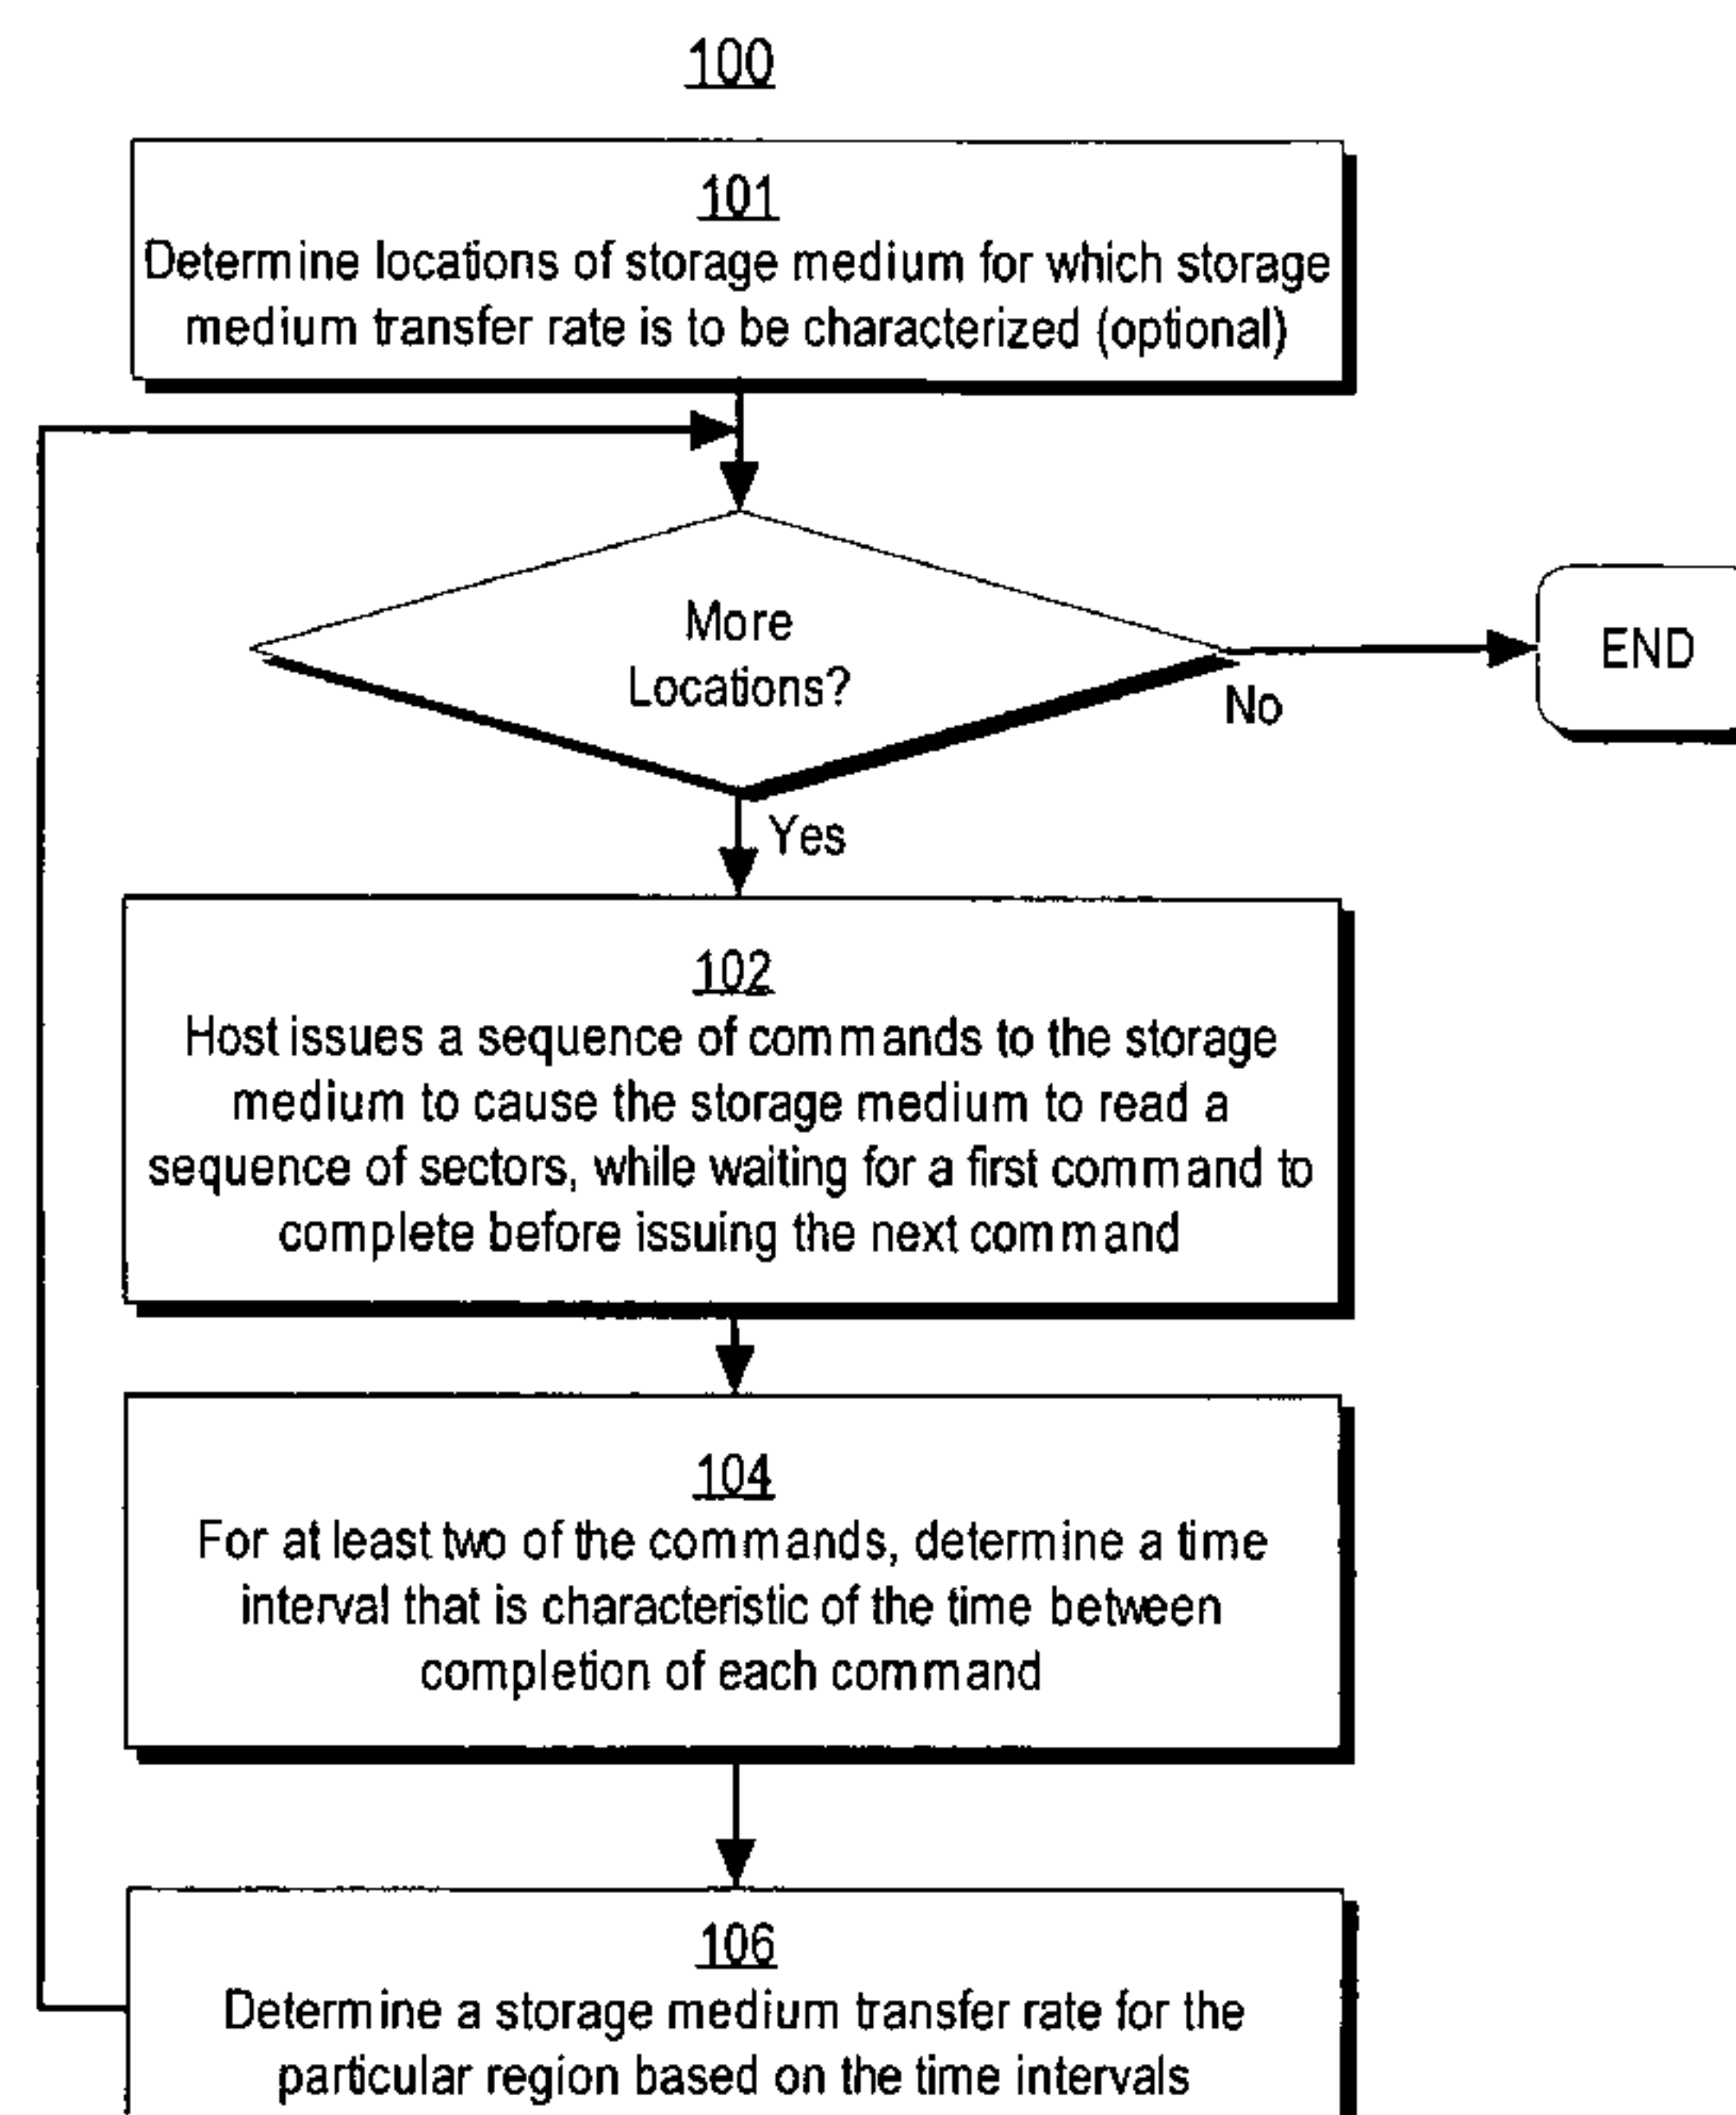 100
101
Determine locations of storage medium for which storage
medium transfer rate is to be characterized (optional)
More
Locations?
END
No
Yes
102
Host issues a sequence of commands to the storage
medium to cause the storage medium to read a
sequence of sectors, while waiting for a first command to
complete before issuing the next command
104
For at least two of the commands, determine a time
interval that is characteristic of the time between
completion of each command
106
Determine a storage medium transfer rate for the
particular region based on the time intervals